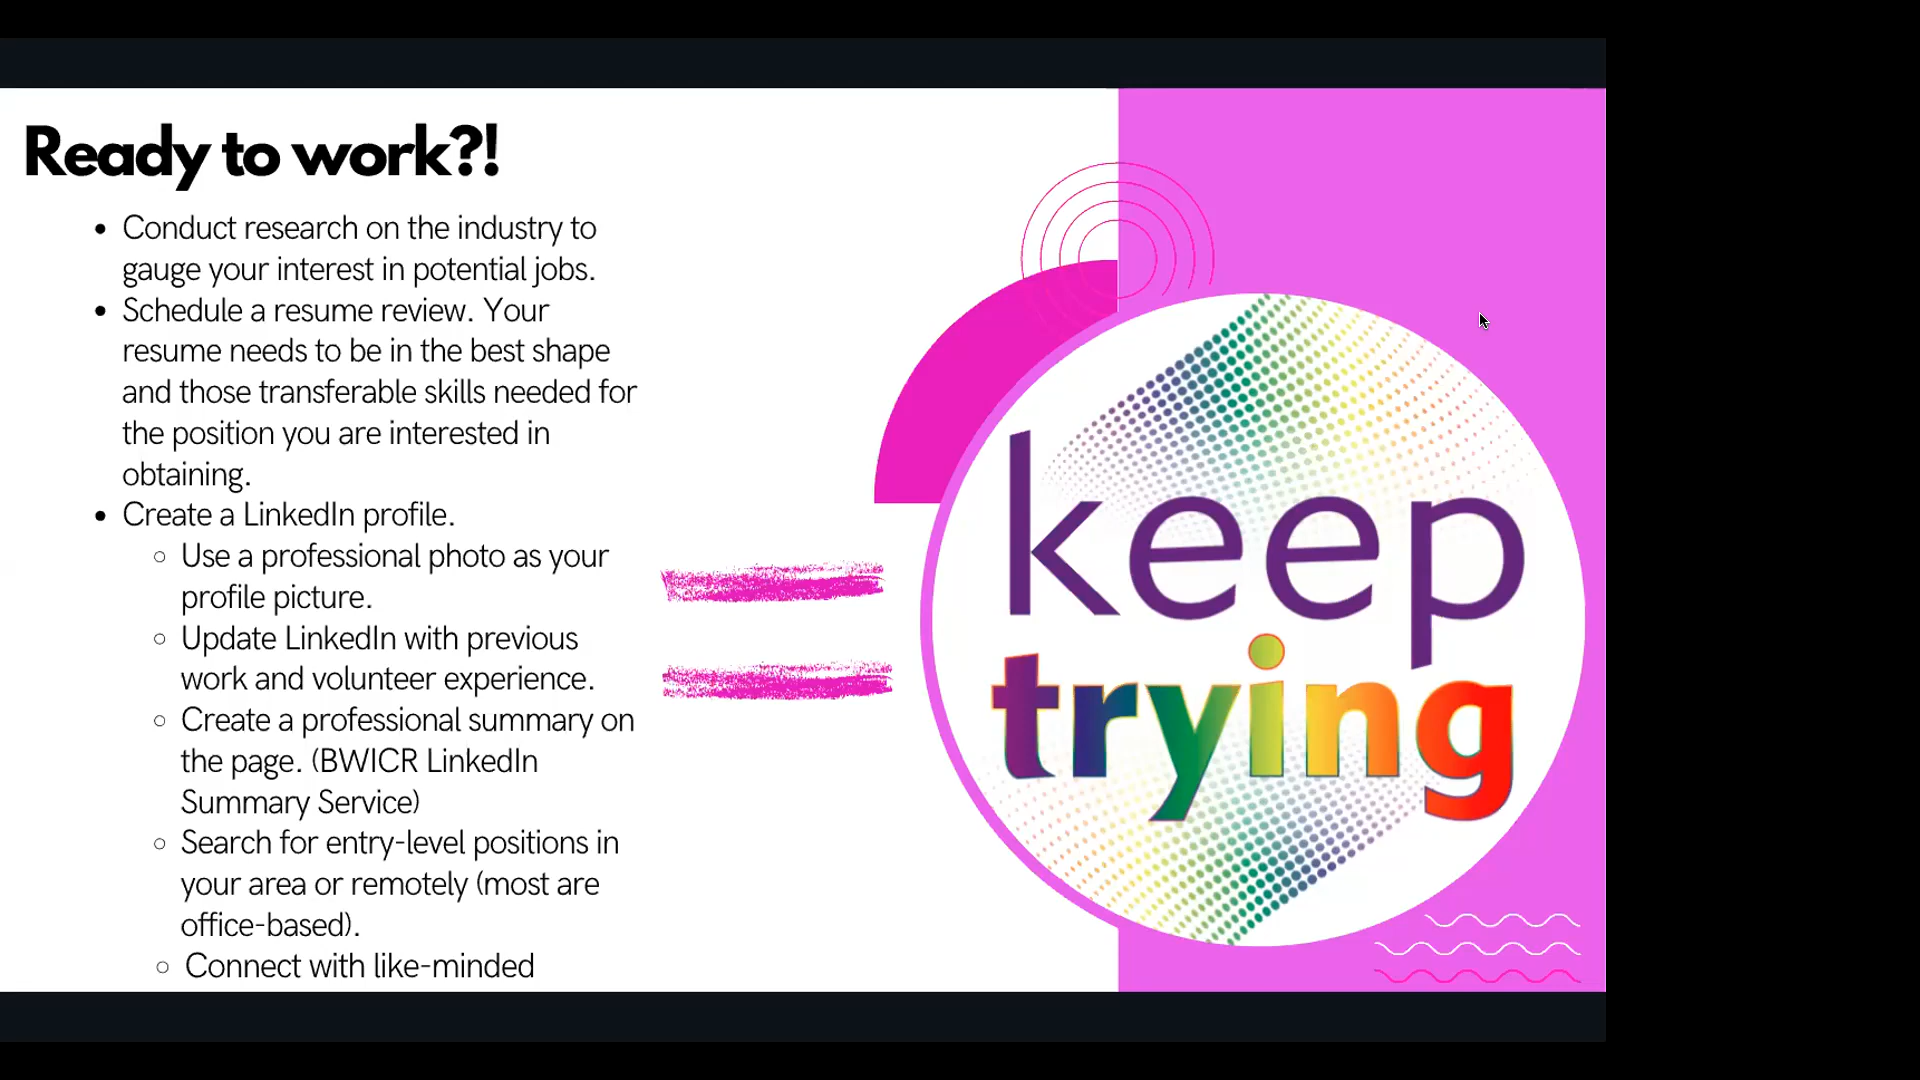 Ready to work?!
• Conduct research on the industry to
gauge your interest in potential jobs.
• Schedule a resume review. Your
resume needs to be in the best shape
and those transferable skills needed for
the position you are interested in
obtaining.
• Create a LinkedIn profile.
◦ Use a professional photo as your
profile picture.
◦ Update LinkedIn with previous
work and volunteer experience.
◦ Create a professional summary on
the page. (BWICR LinkedIn
Summary Service)
◦ Search for entry-level positions in
your area or remotely (most are
office-based).
◦ Connect with like-minded
keep
trying